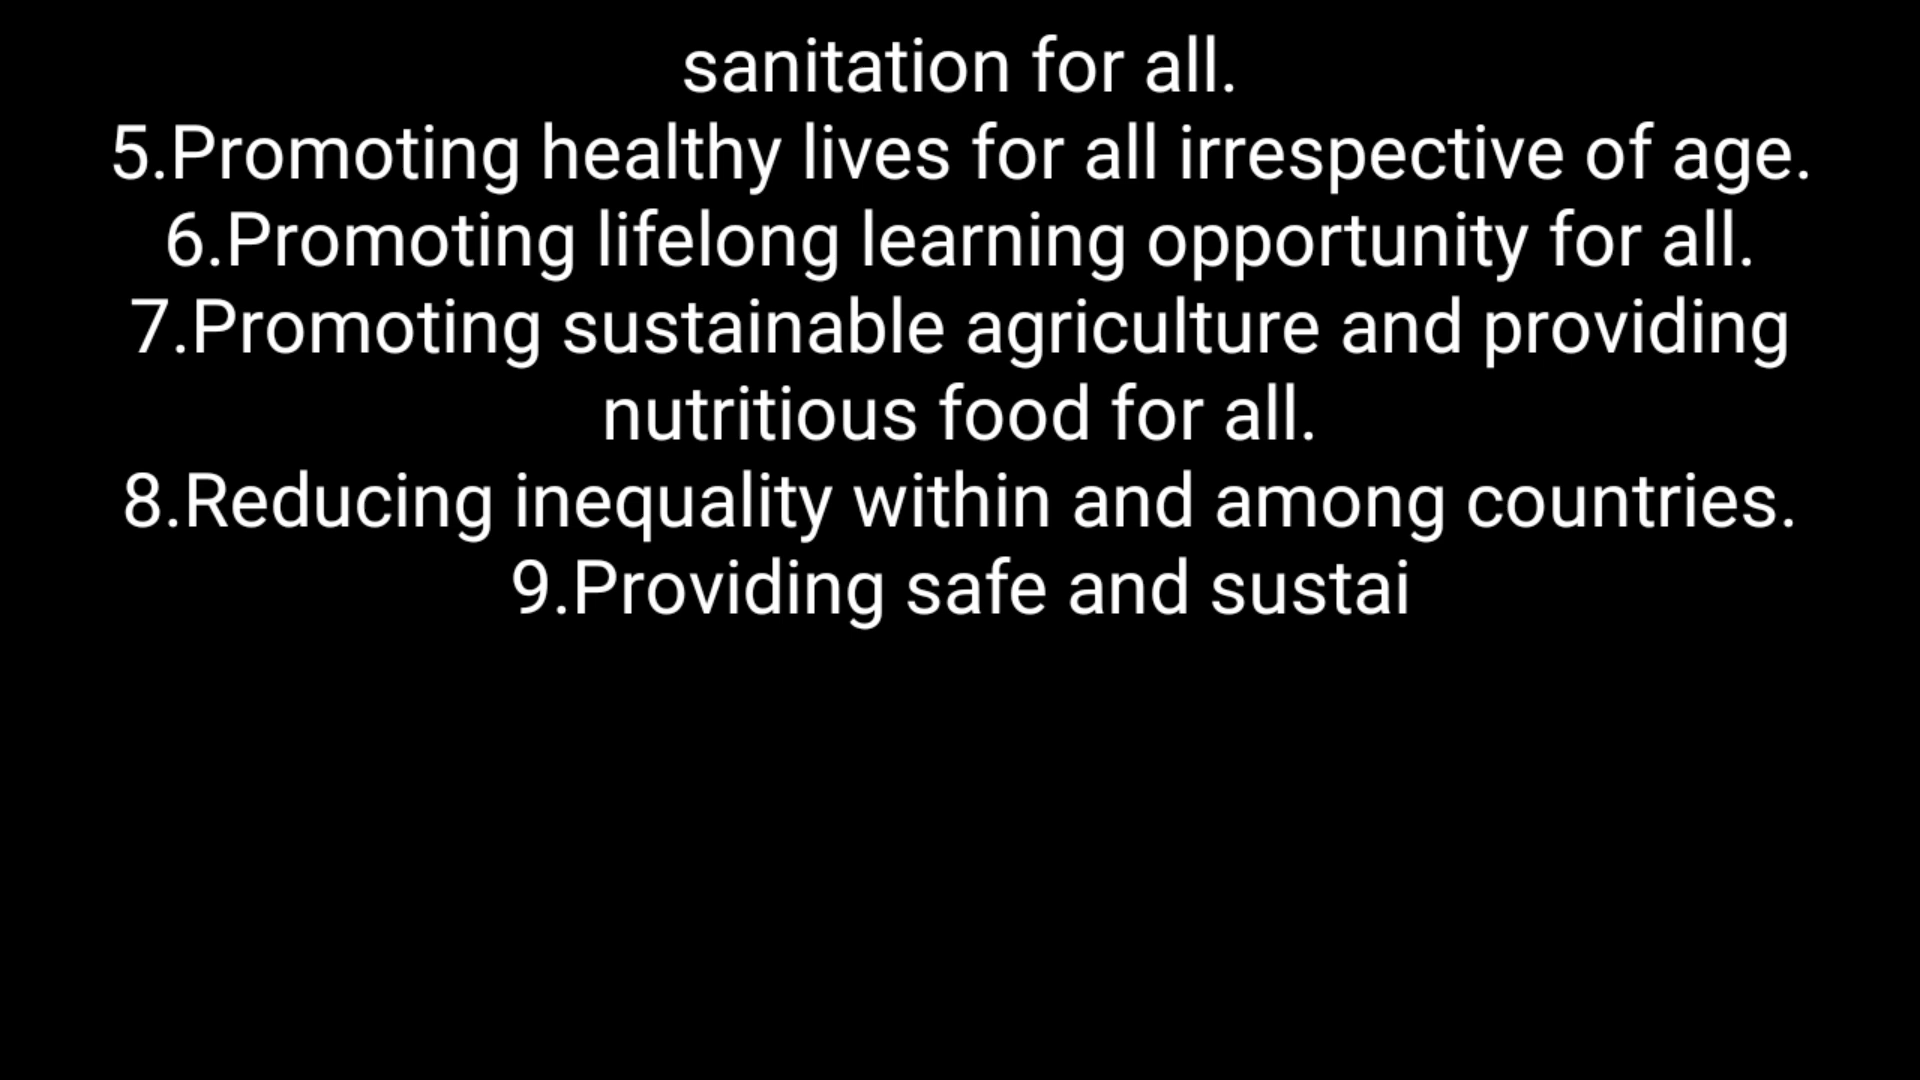 sanitation for all.
5.Promoting healthy lives for all irrespective of age.
6.Promoting lifelong learning opportunity for all.
7.Promoting sustainable agriculture and providing
nutritious food for all.
8.Reducing inequality within and among countries.
9.Providing safe and sustai